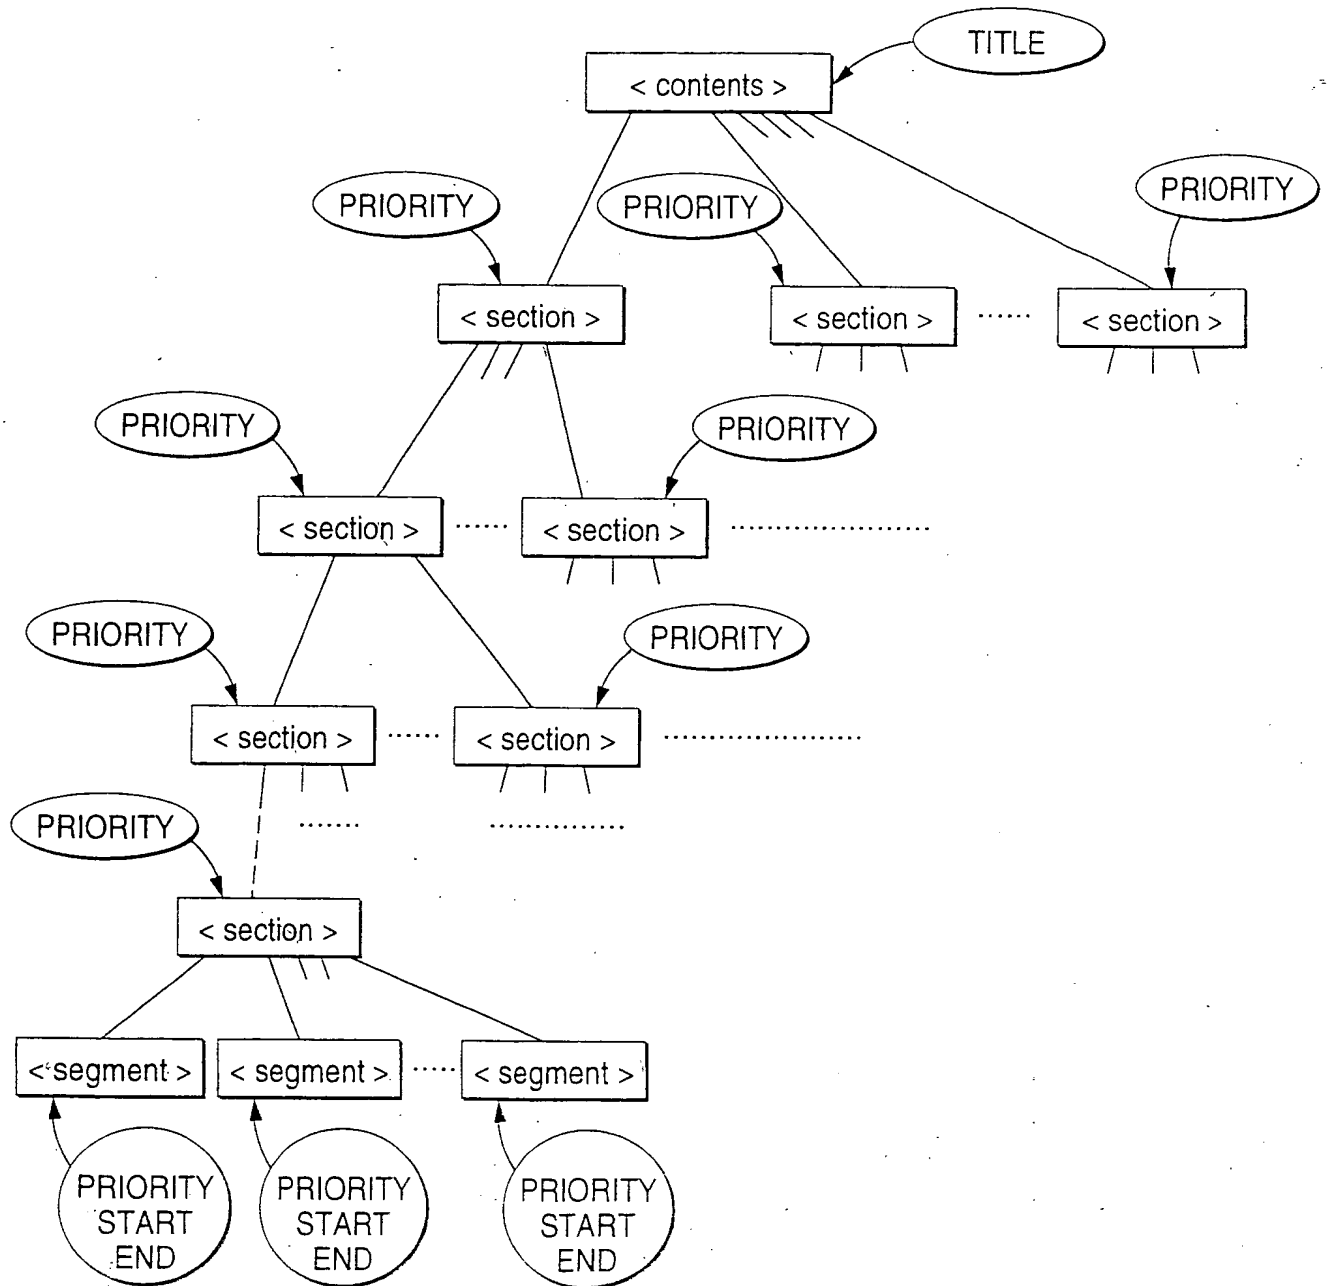 TITLE
< contents >
PRIORITY
PRIORITY
PRIORITY
< section >
< section >
< section >
PRIORITY
PRIORITY
< section >
< section >
PRIORITY
PRIORITY
< section >
< section >
PRIORITY
< section >
< segment >
< segment >
< segment >
PRIORITY
START
END
PRIORITY
START
END
PRIORITY
START
END